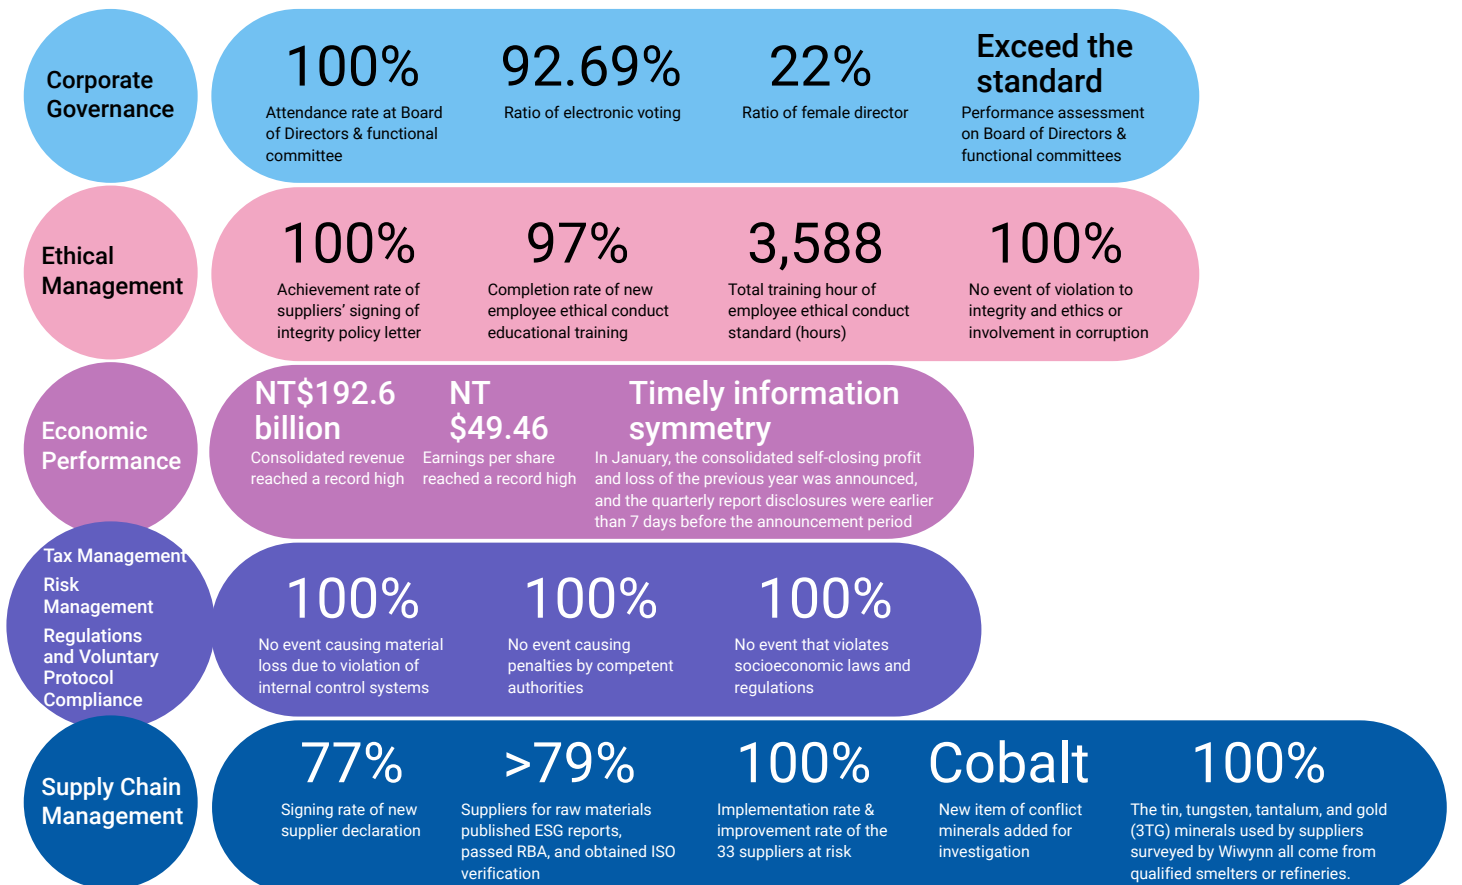 Corporate
Governance
100%
Attendance rate at Board
of Directors & functional
committee
92.69%
Ratio of electronic voting
22%
Ratio of female director
Exceed the
standard
Performance assessment
on Board of Directors &
functional committees
Ethical
Management
100%
Achievement rate of
suppliers’ signing of
integrity policy letter
97%
Completion rate of new
employee ethical conduct
educational training
3,588
Total training hour of
employee ethical conduct
standard (hours)
100%
No event of violation to
integrity and ethics or
involvement in corruption
Economic
Performance
NT$192.6
billion
Consolidated revenue
reached a record high
NT
$49.46
Earnings per share
reached a record high
Timely information
symmetry
In January, the consolidated self-closing profit
and loss of the previous year was announced,
and the quarterly report disclosures were earlier
than 7 days before the announcement period
Tax Management
Risk
Management
Regulations
and Voluntary
Protocol
Compliance
100%
No event causing material
loss due to violation of
internal control systems
100%
No event causing
penalties by competent
authorities
100%
No event that violates
socioeconomic laws and
regulations
Supply Chain
Management
77%
Signing rate of new
supplier declaration
>79%
Suppliers for raw materials
published ESG reports,
passed RBA, and obtained ISO
verification
100%
Implementation rate &
improvement rate of the
33 suppliers at risk
Cobalt
New item of conflict
minerals added for
investigation
100%
The tin, tungsten, tantalum, and gold
(3TG) minerals used by suppliers
surveyed by Wiwynn all come from
qualified smelters or refineries.